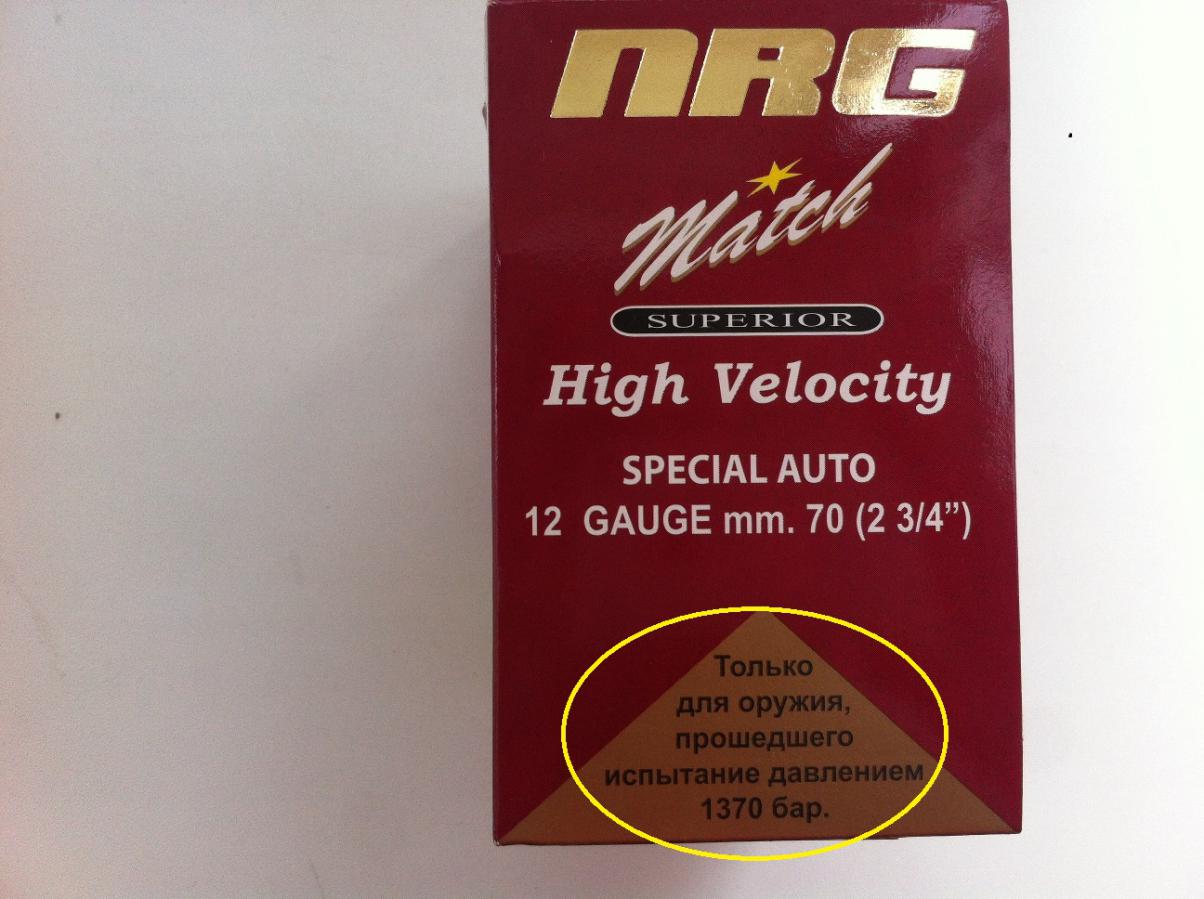 NRG
Match
SUPERIOR
High Velocity
SPECIAL AUTO
12 GAUGE mm. 70 (2 3/4”)
Только
для оружия,
прошедшего
испытание давлением
1370 бар.